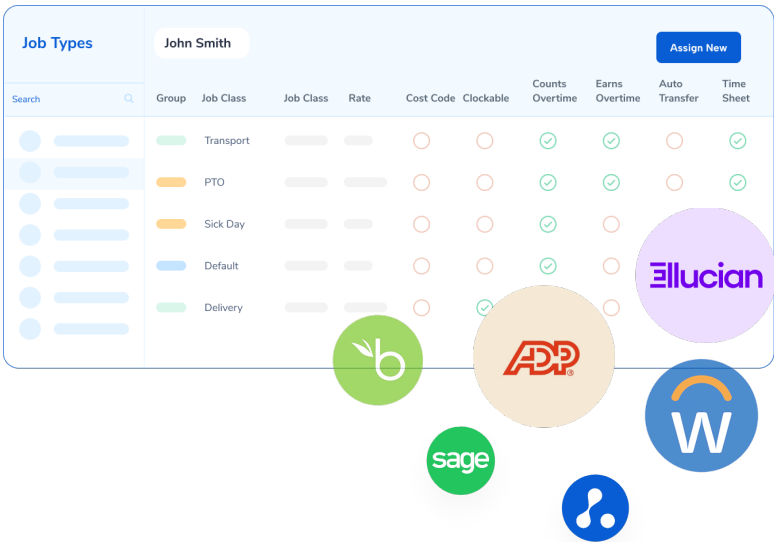 Job Types
John Smith
Assign New
Search
Group Job Class Job Class Rate Cost Code Clockable Counts Overtime Earns Overtime Auto Transfer Time Sheet
Transport
PTO
Sick Day
Default
Delivery
Ellucian
b
ADP®
W
sage